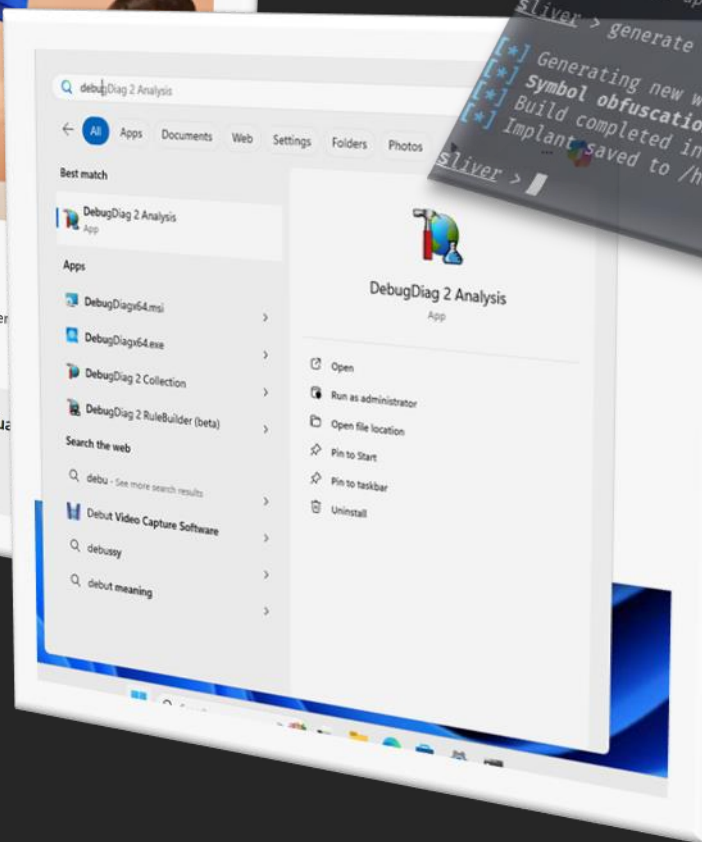 sliver > generate
[*] Generating new
[*] Symbol obfuscatio
[*] Build completed in
[*] Implant saved to /h
sliver >
debugDiag 2 Analysis
All Apps Documents Web Settings Folders Photos
Best match
DebugDiag 2 Analysis
App
Apps
DebugDiagx64.msi
DebugDiagx64.exe
DebugDiag 2 Collection
DebugDiag 2 RuleBuilder (beta)
Search the web
debu - See more search results
Debut Video Capture Software
debussy
debut meaning
DebugDiag 2 Analysis
App
Open
Run as administrator
Open file location
Pin to Start
Pin to taskbar
Uninstall